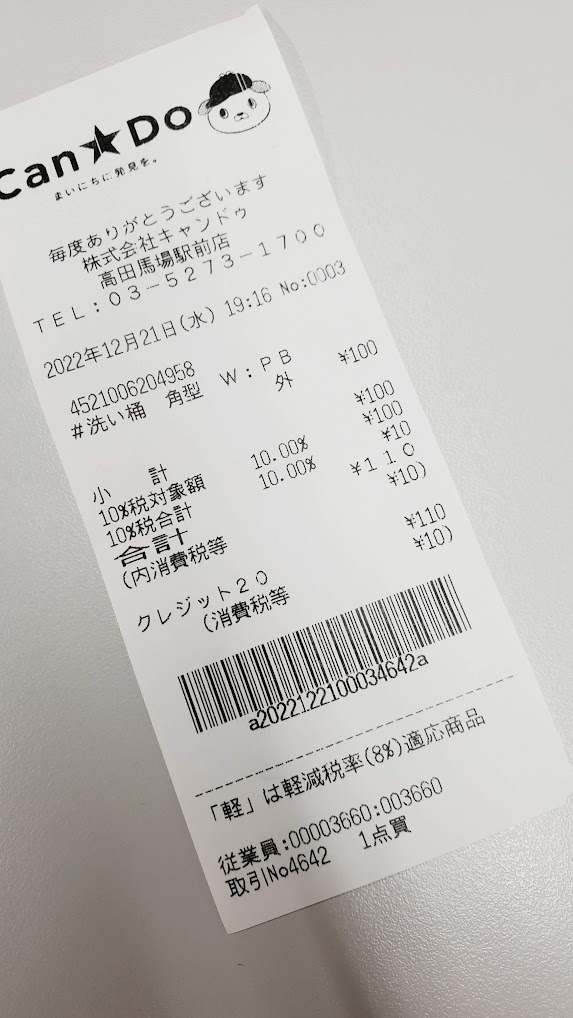 Can★Do
まいにちに発見を。
毎度ありがとうございます
株式会社キャンドゥ
高田馬場駅前店
TEL:03-5273-1700
2022年12月21日(水) 19:16 No:0003
4521006204958
#洗い桶 角型 W:PB 外 ¥100
小計 ¥100
10%税対象額 10.00% ¥100
10%税合計 10.00% ¥10
合計 ¥110
(内消費税等 ¥10)
クレジット20 ¥110
(消費税等 ¥10)
a2022122100034642a
「軽」は軽減税率(8%)適応商品
従業員:00003660:003660
取引No4642 1点買